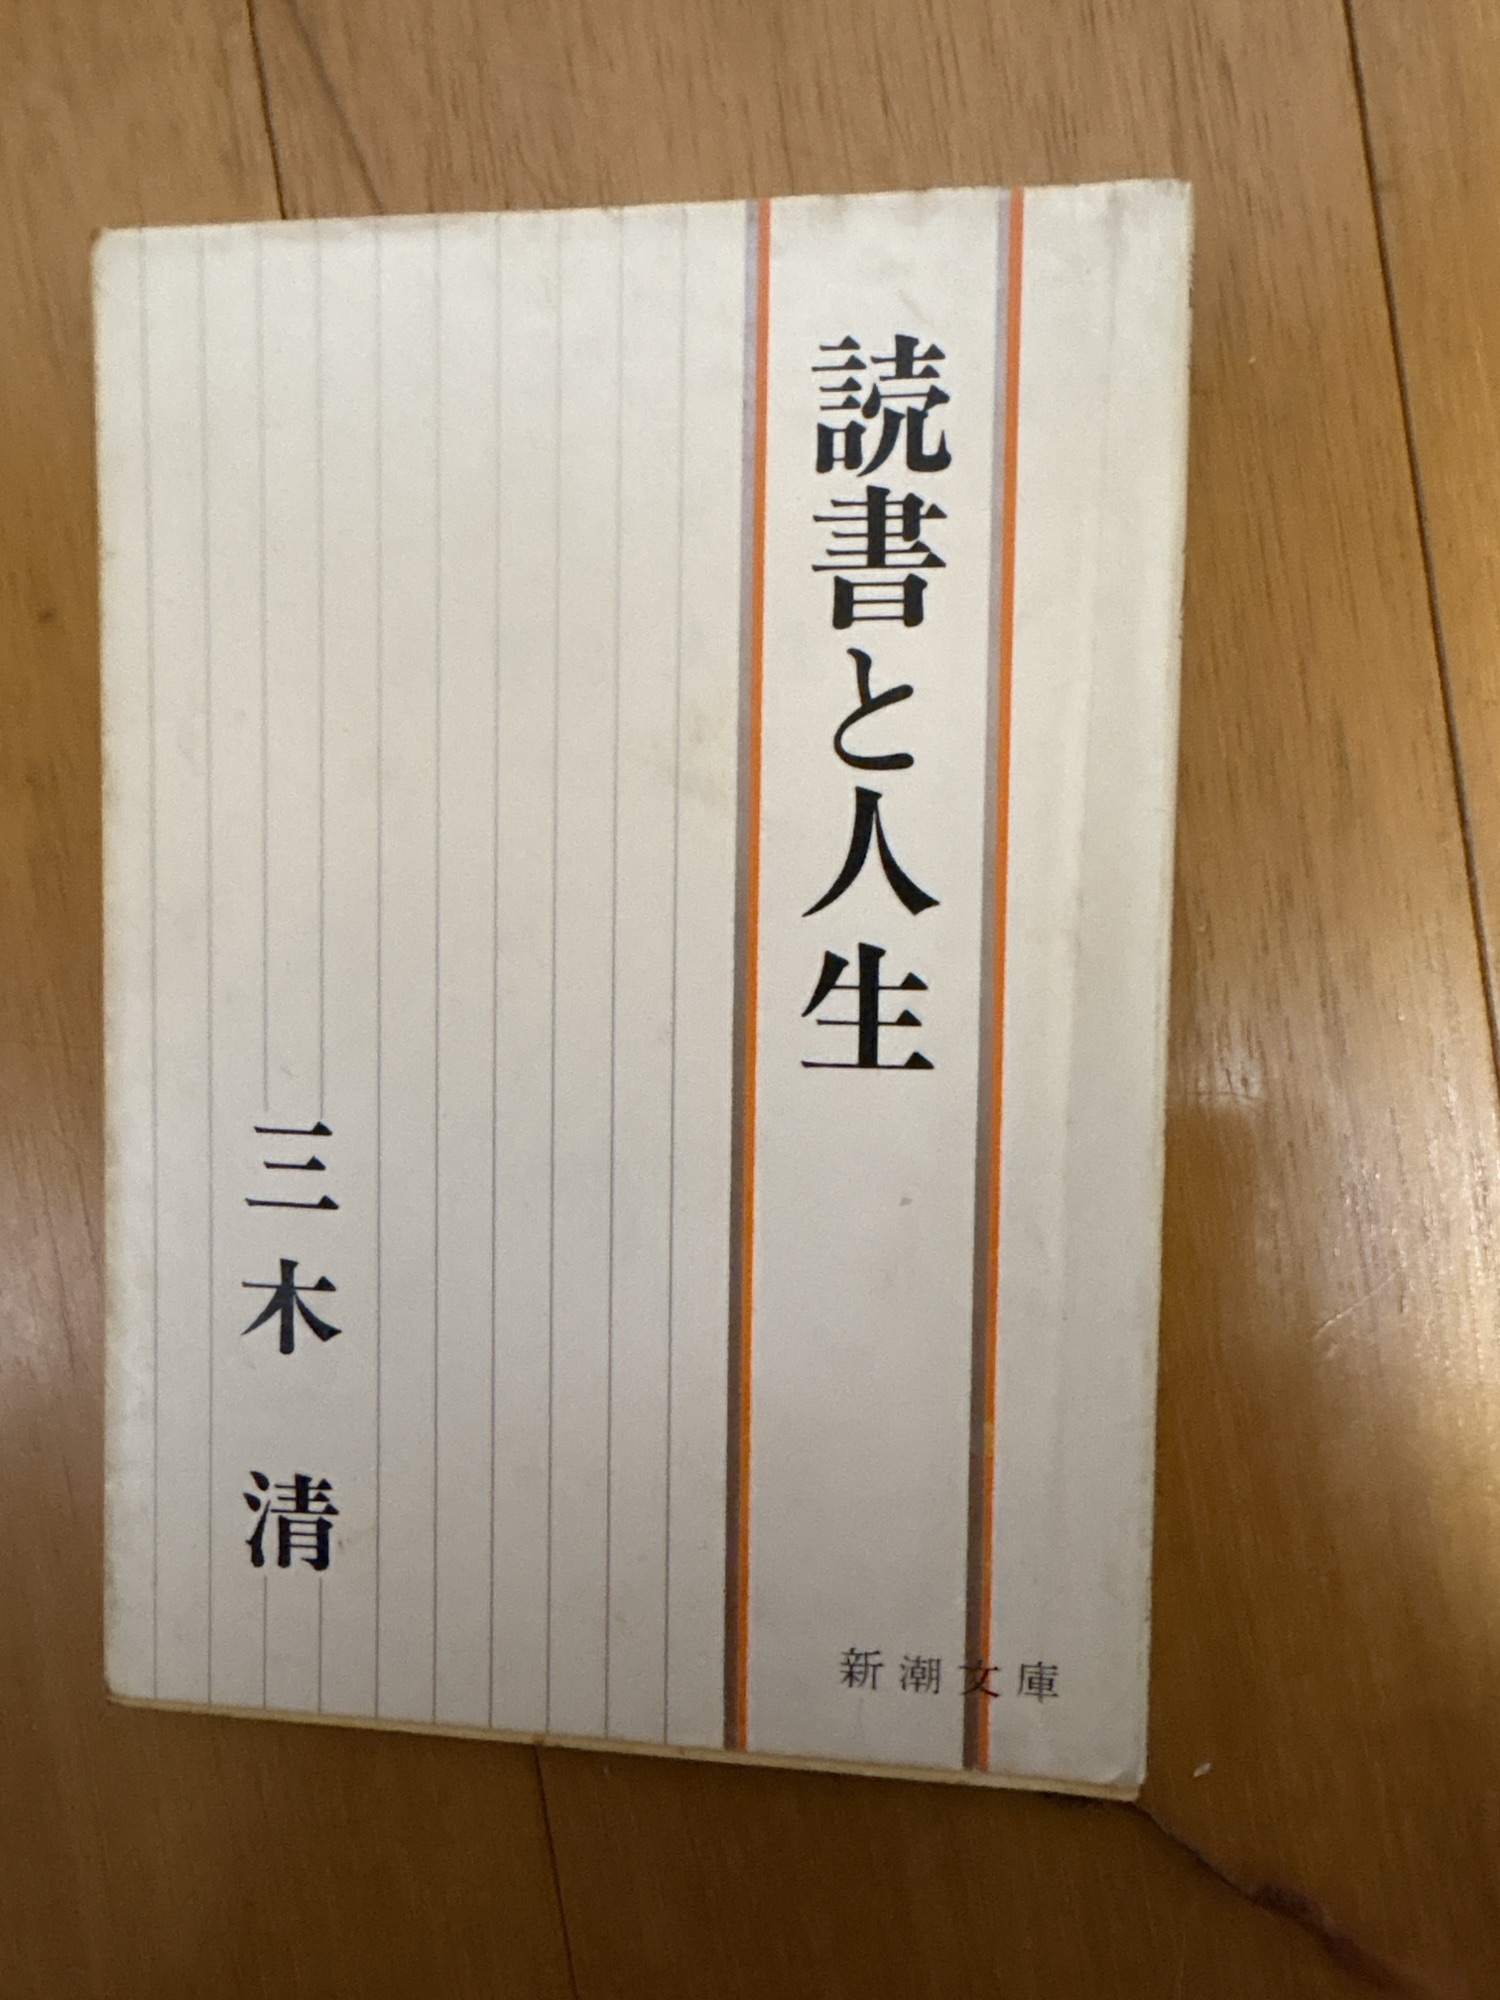 読書と人生
三木 清
新潮文庫